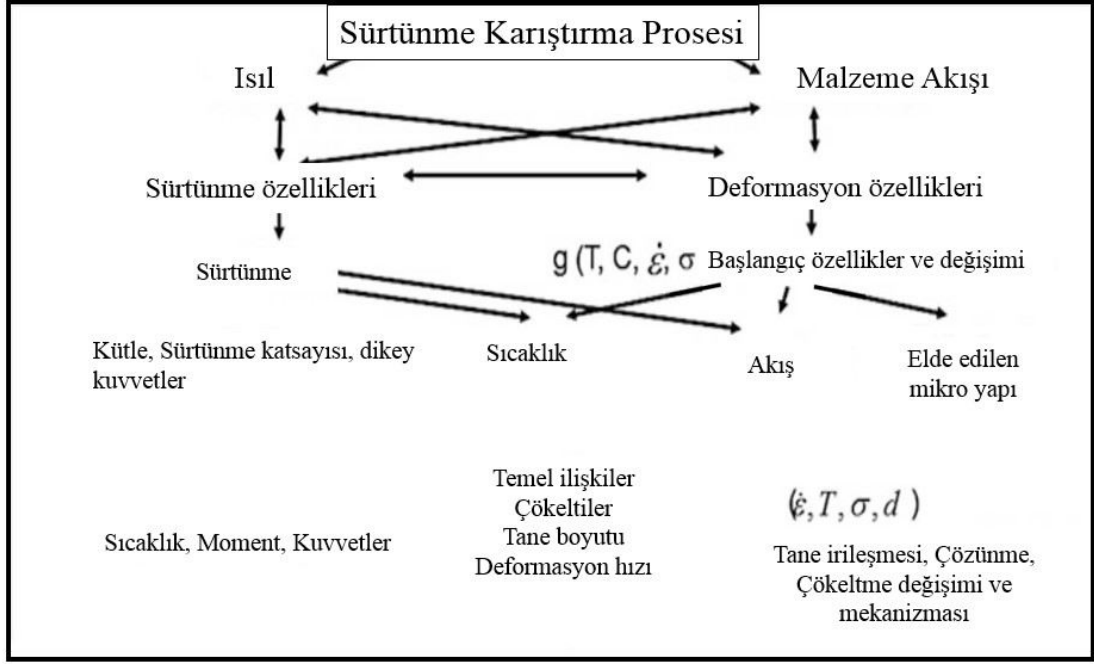 Sürtünme Karıştırma Prosesi
Isıl
Malzeme Akışı
Sürtünme özellikleri
Deformasyon özellikleri
Sürtünme
g (T, C, ε̇, σ
Başlangıç özellikler ve değişimi
Kütle, Sürtünme katsayısı, dikey
kuvvetler
Sıcaklık
Akış
Elde edilen
mikro yapı
Sıcaklık, Moment, Kuvvetler
Temel ilişkiler
Çökeltiler
Tane boyutu
Deformasyon hızı
(ε̇, T, σ, d )
Tane irileşmesi, Çözünme,
Çökeltme değişimi ve
mekanizması